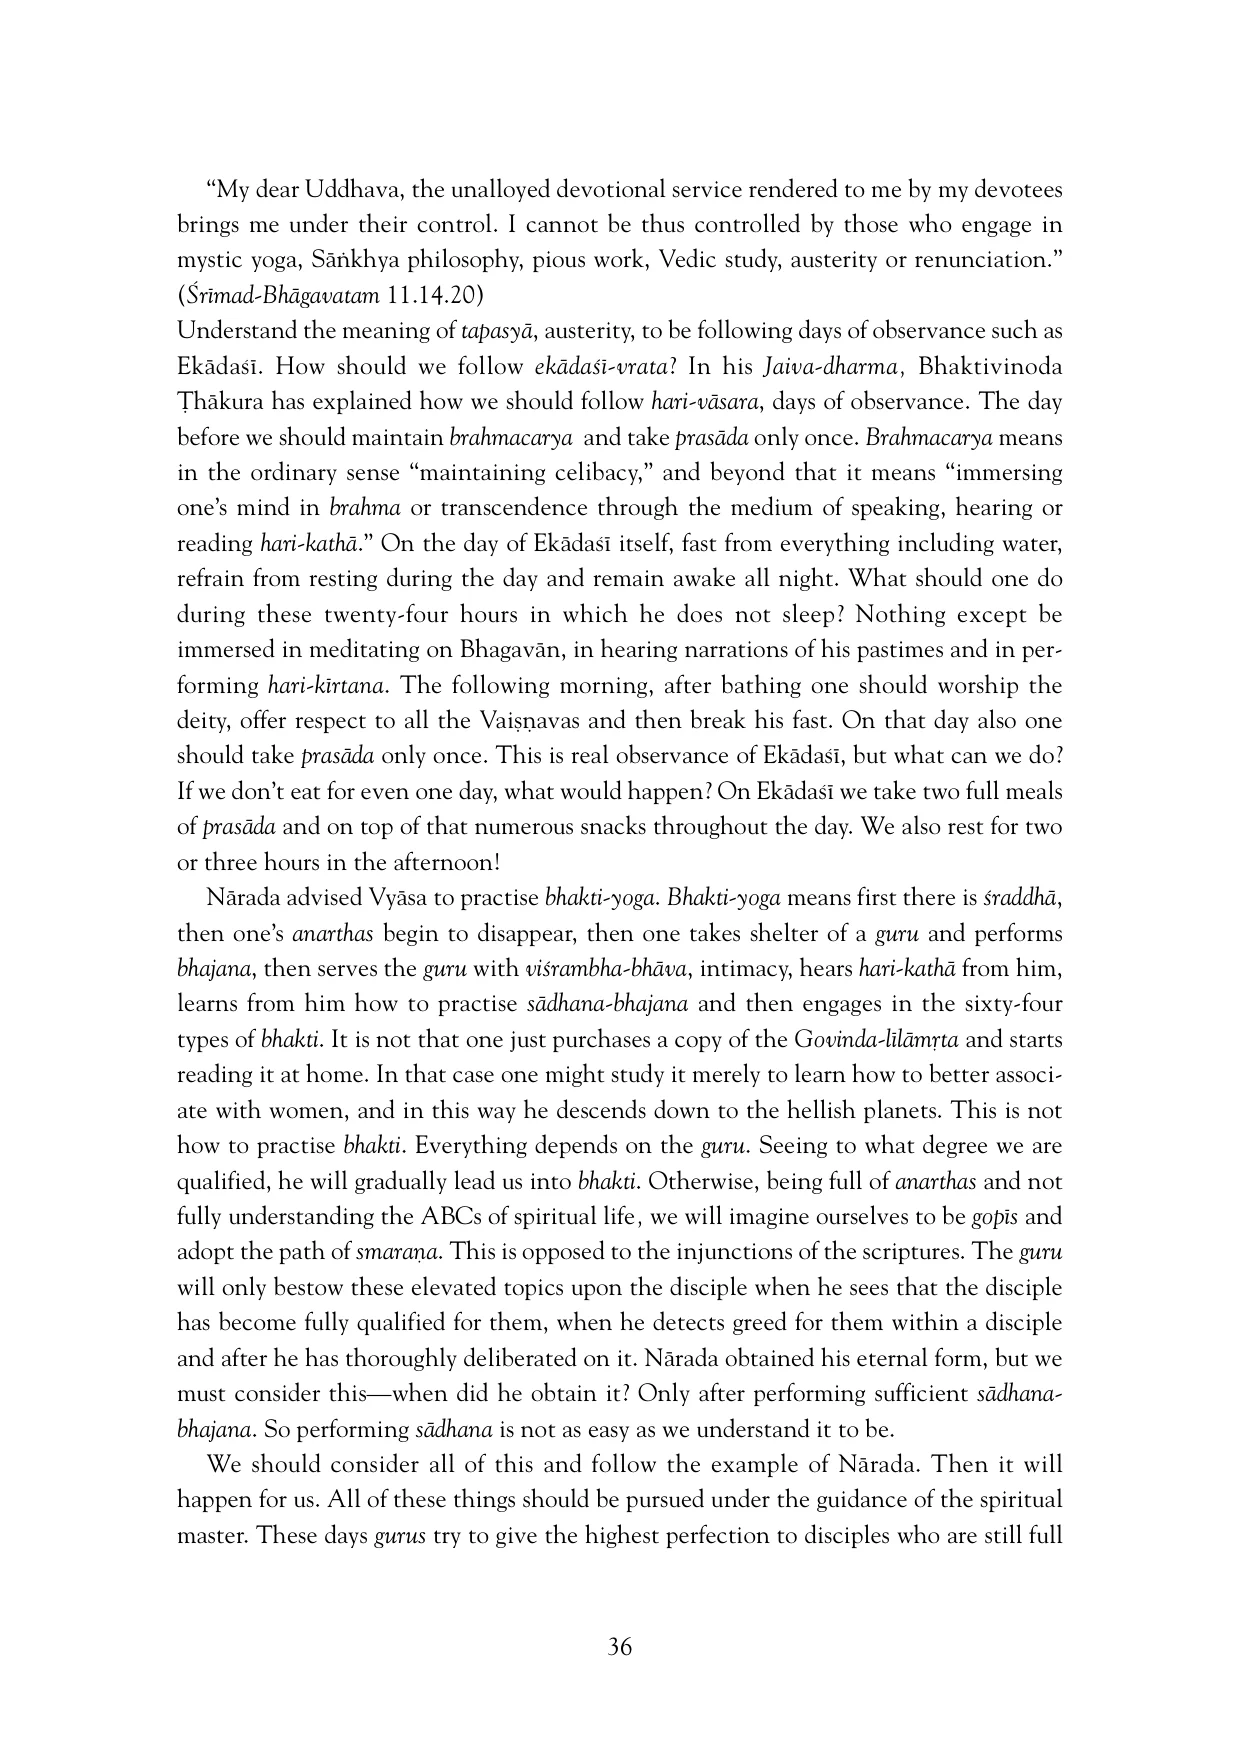 “My dear Uddhava, the unalloyed devotional service rendered to me by my devotees
brings me under their control. I cannot be thus controlled by those who engage in
mystic yoga, Sāṅkhya philosophy, pious work, Vedic study, austerity or renunciation.”
(Śrīmad-Bhāgavatam 11.14.20)
Understand the meaning of tapasyā, austerity, to be following days of observance such as
Ekādaśī. How should we follow ekādaśī-vrata? In his Jaiva-dharma, Bhaktivinoda
Ṭhākura has explained how we should follow hari-vāsara, days of observance. The day
before we should maintain brahmacarya and take prasāda only once. Brahmacarya means
in the ordinary sense “maintaining celibacy,” and beyond that it means “immersing
one’s mind in brahma or transcendence through the medium of speaking, hearing or
reading hari-kathā.” On the day of Ekādaśī itself, fast from everything including water,
refrain from resting during the day and remain awake all night. What should one do
during these twenty-four hours in which he does not sleep? Nothing except be
immersed in meditating on Bhagavān, in hearing narrations of his pastimes and in per-
forming hari-kīrtana. The following morning, after bathing one should worship the
deity, offer respect to all the Vaiṣṇavas and then break his fast. On that day also one
should take prasāda only once. This is real observance of Ekādaśī, but what can we do?
If we don’t eat for even one day, what would happen? On Ekādaśī we take two full meals
of prasāda and on top of that numerous snacks throughout the day. We also rest for two
or three hours in the afternoon!
Nārada advised Vyāsa to practise bhakti-yoga. Bhakti-yoga means first there is śraddhā,
then one’s anarthas begin to disappear, then one takes shelter of a guru and performs
bhajana, then serves the guru with viśrambha-bhāva, intimacy, hears hari-kathā from him,
learns from him how to practise sādhana-bhajana and then engages in the sixty-four
types of bhakti. It is not that one just purchases a copy of the Govinda-līlāmṛta and starts
reading it at home. In that case one might study it merely to learn how to better associ-
ate with women, and in this way he descends down to the hellish planets. This is not
how to practise bhakti. Everything depends on the guru. Seeing to what degree we are
qualified, he will gradually lead us into bhakti. Otherwise, being full of anarthas and not
fully understanding the ABCs of spiritual life, we will imagine ourselves to be gopīs and
adopt the path of smaraṇa. This is opposed to the injunctions of the scriptures. The guru
will only bestow these elevated topics upon the disciple when he sees that the disciple
has become fully qualified for them, when he detects greed for them within a disciple
and after he has thoroughly deliberated on it. Nārada obtained his eternal form, but we
must consider this—when did he obtain it? Only after performing sufficient sādhana-
bhajana. So performing sādhana is not as easy as we understand it to be.
We should consider all of this and follow the example of Nārada. Then it will
happen for us. All of these things should be pursued under the guidance of the spiritual
master. These days gurus try to give the highest perfection to disciples who are still full
36